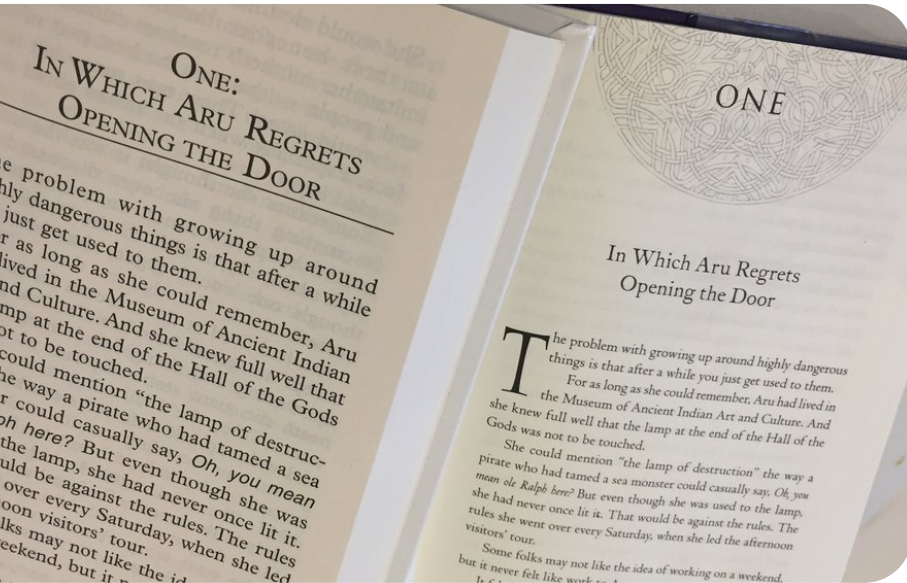 ONE:
IN WHICH ARU REGRETS
OPENING THE DOOR
problem with growing up around
dangerous things is that after a while
just get used to them.
as long as she could remember, Aru
lived in the Museum of Ancient Indian
and Culture. And she knew full well that
at the end of the Hall of the Gods
to be touched.
could mention “the lamp of destruc-
the way a pirate who had tamed a sea
could casually say, Oh, you mean
here? But even though she was
the lamp, she had never once lit it.
be against the rules. The rules
over every Saturday, when she led
visitors’ tour.
may not like the
weekend, but it
ONE
In Which Aru Regrets
Opening the Door
The problem with growing up around highly dangerous
things is that after a while you just get used to them.
For as long as she could remember, Aru had lived in
the Museum of Ancient Indian Art and Culture. And
she knew full well that the lamp at the end of the Hall of the
Gods was not to be touched.
She could mention “the lamp of destruction” the way a
pirate who had tamed a sea monster could casually say, Oh, you
mean ole Ralph here? But even though she was used to the lamp,
she had never once lit it. That would be against the rules. The
rules she went over every Saturday, when she led the afternoon
visitors’ tour.
Some folks may not like the idea of working on a weekend,
but it never felt like work to